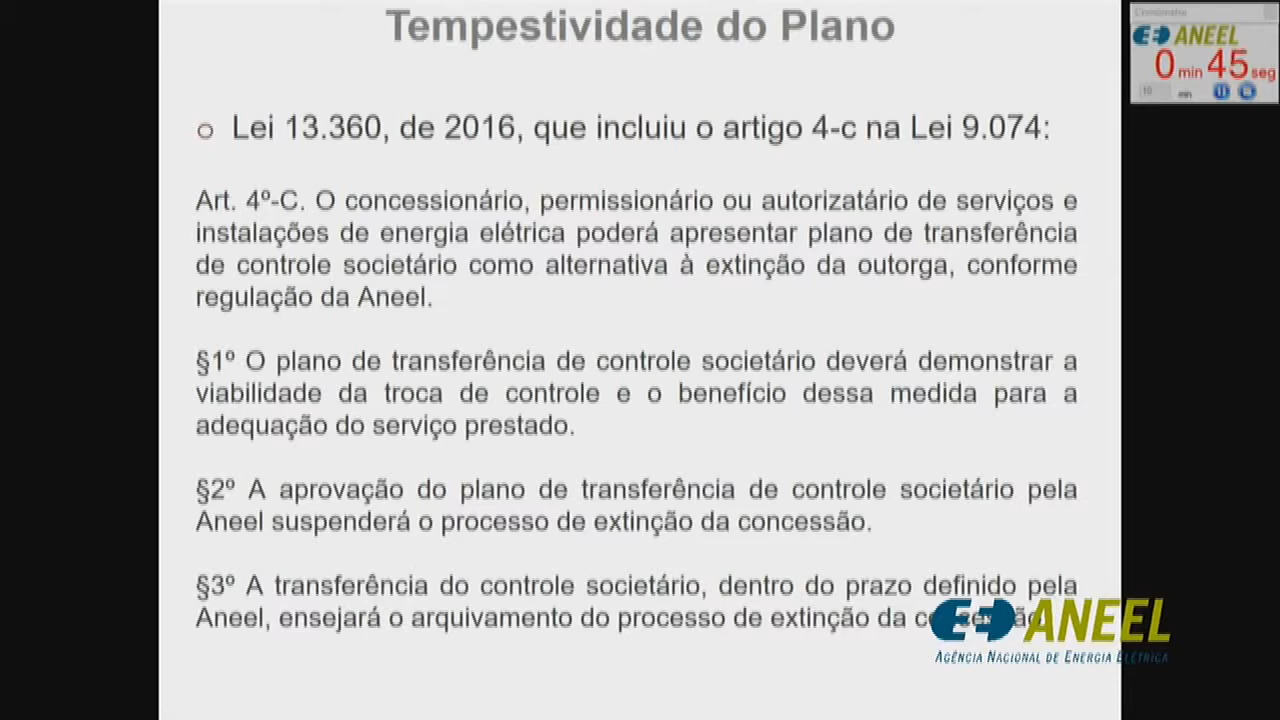 Tempestividade do Plano
Cronômetro
ANEEL
0 min 45 seg
10 min
o Lei 13.360, de 2016, que incluiu o artigo 4-c na Lei 9.074:
Art. 4º-C. O concessionário, permissionário ou autorizatário de serviços e
instalações de energia elétrica poderá apresentar plano de transferência
de controle societário como alternativa à extinção da outorga, conforme
regulação da Aneel.
§1º O plano de transferência de controle societário deverá demonstrar a
viabilidade da troca de controle e o benefício dessa medida para a
adequação do serviço prestado.
§2º A aprovação do plano de transferência de controle societário pela
Aneel suspenderá o processo de extinção da concessão.
§3º A transferência do controle societário, dentro do prazo definido pela
Aneel, ensejará o arquivamento do processo de extinção da concessão.
ANEEL
AGÊNCIA NACIONAL DE ENERGIA ELÉTRICA